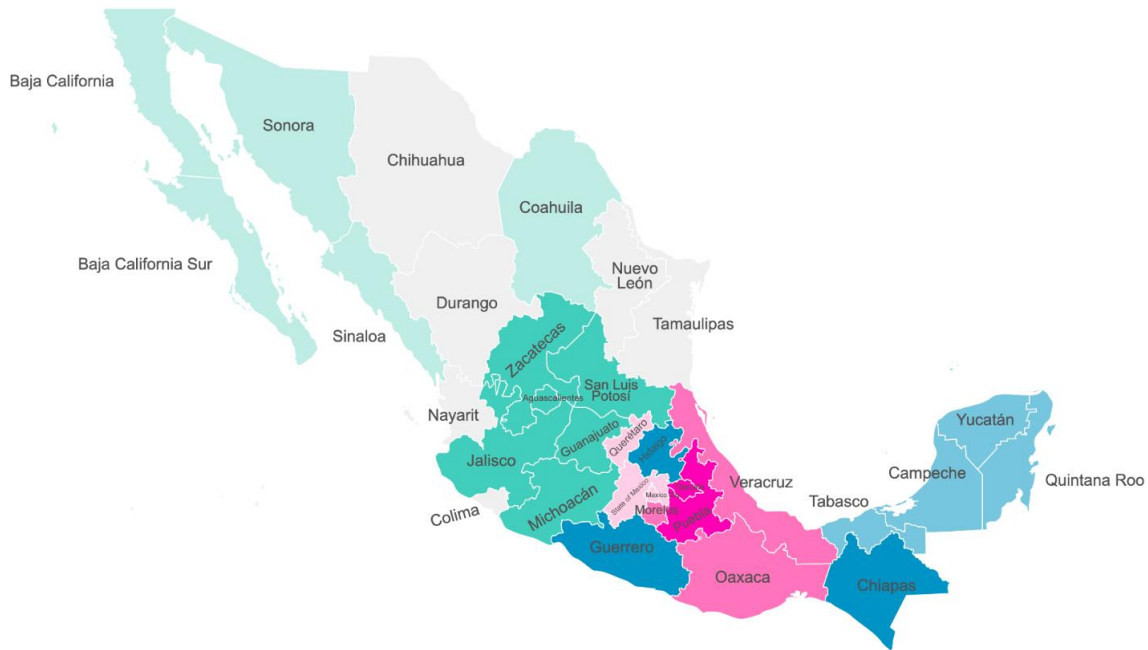 Baja California
Sonora
Chihuahua
Coahuila
Baja California Sur
Nuevo
León
Durango
Tamaulipas
Sinaloa
Zacatecas
San Luis
Potosí
Aguascalientes
Nayarit
Guanajuato
Querétaro
Hidalgo
Yucatán
Jalisco
Campeche
Quintana Roo
Veracruz
State of Mexico
Mexico
Michoacán
Tabasco
Colima
Morelos
Puebla
Guerrero
Oaxaca
Chiapas